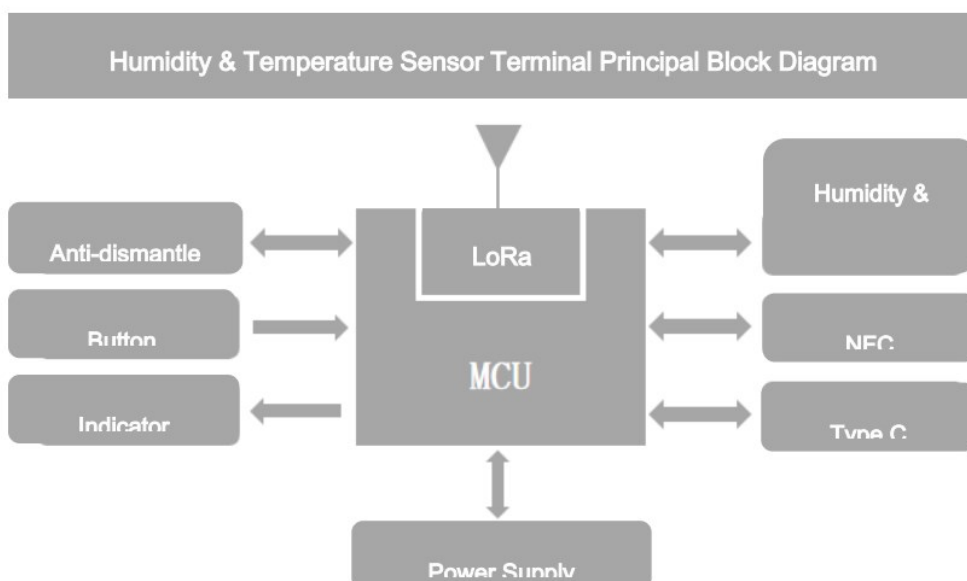 Humidity & Temperature Sensor Terminal Principal Block Diagram
Humidity &
Anti-dismantle
LoRa
Button
NFC
MCU
Indicator
Type C
Power Supply